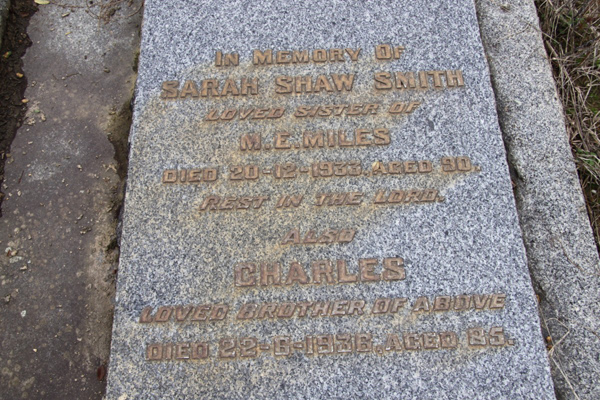 In Memory Of
SARAH SHAW SMITH
LOVED SISTER OF
M.E. MILES
DIED 20-12-1933. AGED 90.
REST IN THE LORD.
ALSO
CHARLES
LOVED BROTHER OF ABOVE
DIED 22-8-1936. AGED 85.